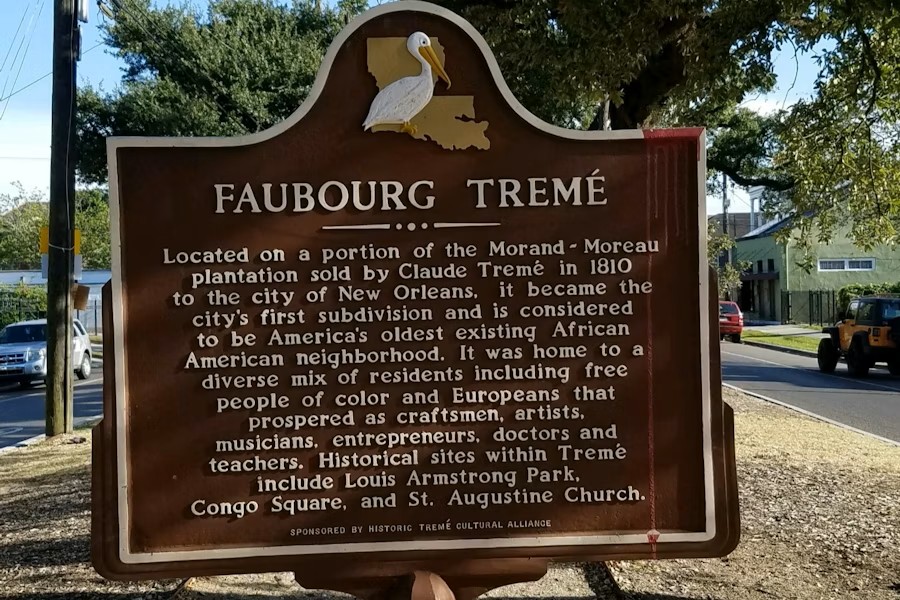 FAUBOURG TREMÉ
Located on a portion of the Morand-Moreau
plantation sold by Claude Tremé in 1810
to the city of New Orleans, it became the
city's first subdivision and is considered
to be America's oldest existing African
American neighborhood. It was home to a
diverse mix of residents including free
people of color and Europeans that
prospered as craftsmen, artists,
musicians, entrepreneurs, doctors and
teachers. Historical sites within Tremé
include Louis Armstrong Park,
Congo Square, and St. Augustine Church.
SPONSORED BY HISTORIC TREMÉ CULTURAL ALLIANCE